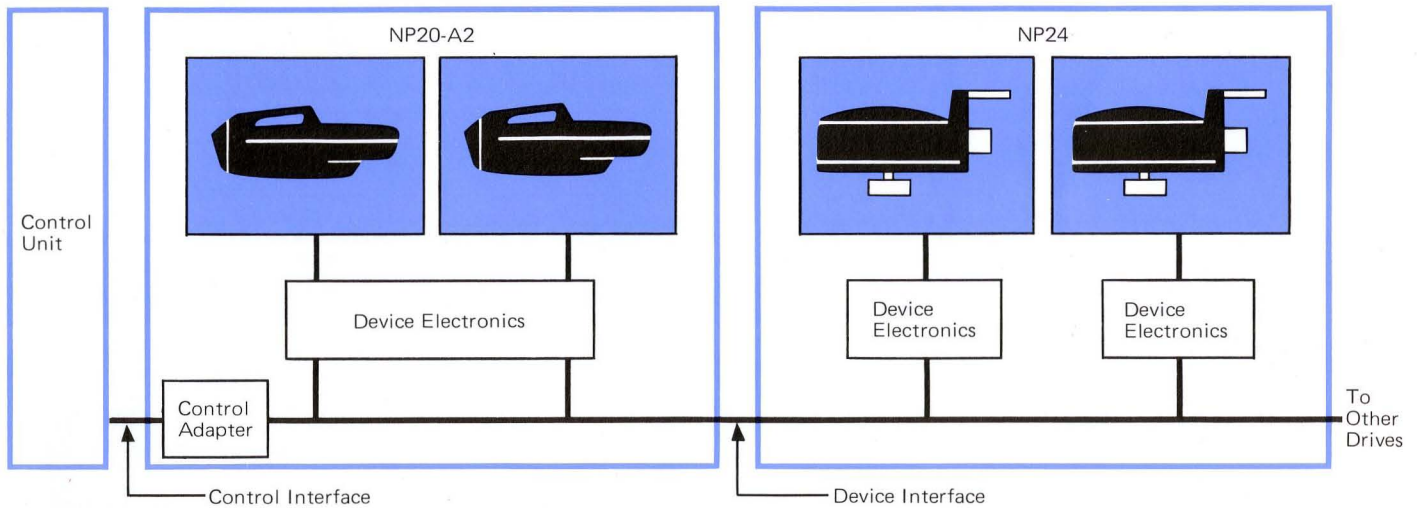 NP20-A2
NP24
Control
Unit
Device Electronics
Device
Electronics
Device
Electronics
Control
Adapter
To
Other
Drives
Control Interface
Device Interface